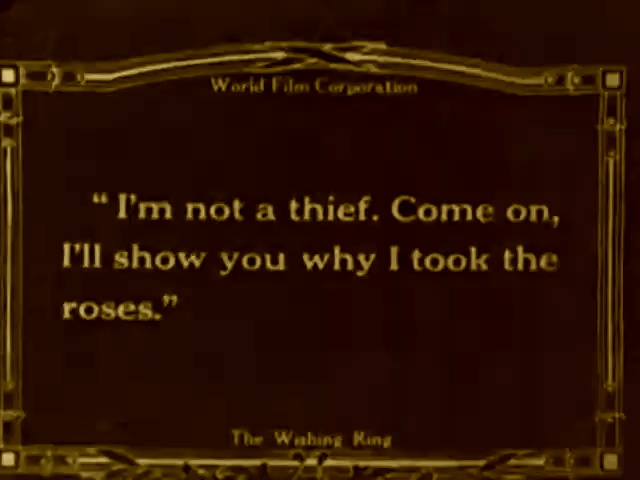 World Film Corporation
“I'm not a thief. Come on,
I'll show you why I took the
roses.”
The Wishing Ring